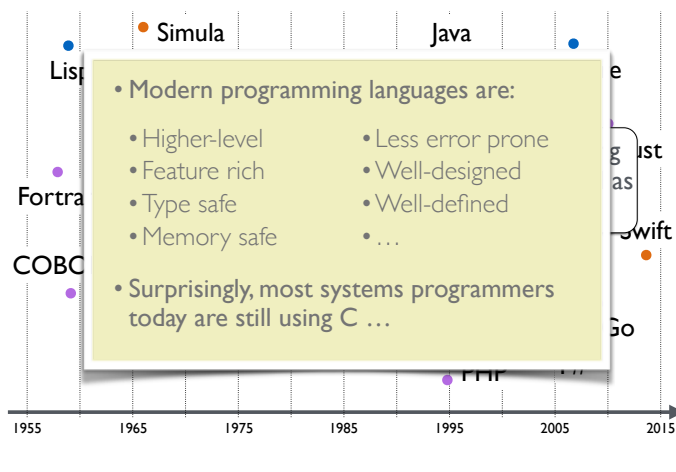 Simula
Java
Lisp
e
• Modern programming languages are:
• Higher-level
• Less error prone
• Feature rich
• Well-designed
• Type safe
• Well-defined
• Memory safe
• …
g
ust
as
Fortra
Swift
COBO
• Surprisingly, most systems programmers
today are still using C …
Go
PHP
1955 1965 1975 1985 1995 2005 2015